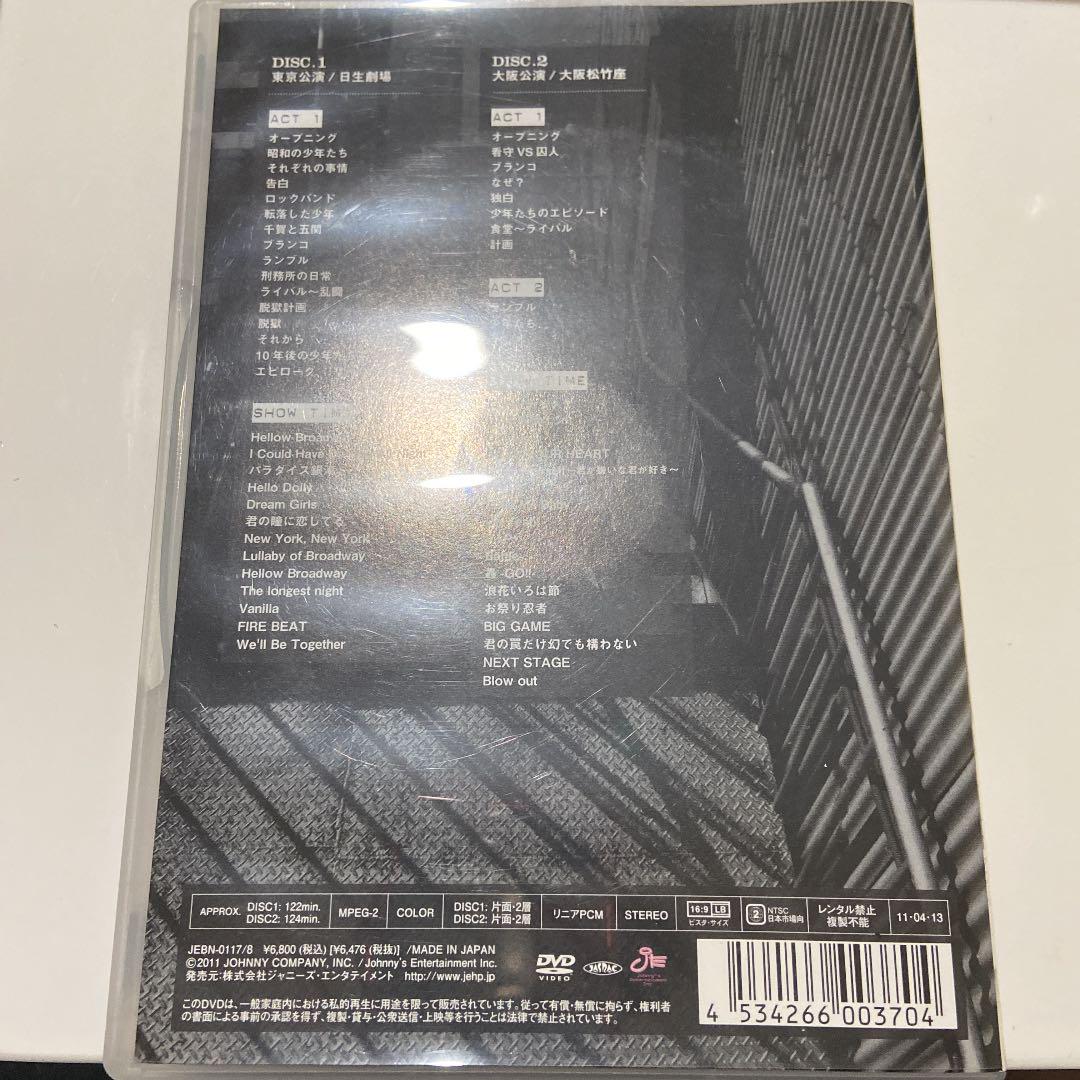 DISC.1
東京公演/日生劇場
ACT 1
オープニング
昭和の少年たち
それぞれの事情
告白
ロックバンド
転落した少年
千賀と五関
ブランコ
ランブル
刑務所の日常
ライバル〜乱闘
脱獄計画
脱獄
それから
10年後の少年
エピローグ
SHOW TIM
Hellow Broad
I Could Have Night
パラダイス銀
Hello Dolly
Dream Girls
君の瞳に恋してる
New York, New York
Lullaby of Broadway
Hellow Broadway
The longest night
Vanilla
FIRE BEAT
We'll Be Together
DISC.2
大阪公演/大阪松竹座
ACT 1
オープニング
看守VS囚人
ブランコ
なぜ?
独白
少年たちのエピソード
食堂〜ライバル
計画
ACT 2
ランブル
たち
TIME
HEART
君が嫌いな君が好き〜
-GO!!
浪花いろは節
お祭り忍者
BIG GAME
君の罠だけ幻でも構わない
NEXT STAGE
Blow out
APPROX. DISC1: 122min. DISC2: 124min.
MPEG-2
COLOR
DISC1: 片面・2層 DISC2: 片面・2層
リニアPCM
STEREO
16:9 LB ビスタ・サイズ
2 NTSC 日本市場向
レンタル禁止 複製不能
11・04・13
JEBN-0117/8 ¥6,800 (税込) [¥6,476 (税抜)] /MADE IN JAPAN
©2011 JOHNNY COMPANY, INC. / Johnny's Entertainment Inc.
発売元:株式会社ジャニーズ・エンタテイメント http://www.jehp.jp
DVD VIDEO
JASRAC
このDVDは、一般家庭内における私的再生に用途を限って販売されています。従って有償・無償に拘らず、権利者
の書面による事前の承認を得ず、複製・貸与・公衆送信・上映等を行うことは法律で禁止されています。
4 534266 003704